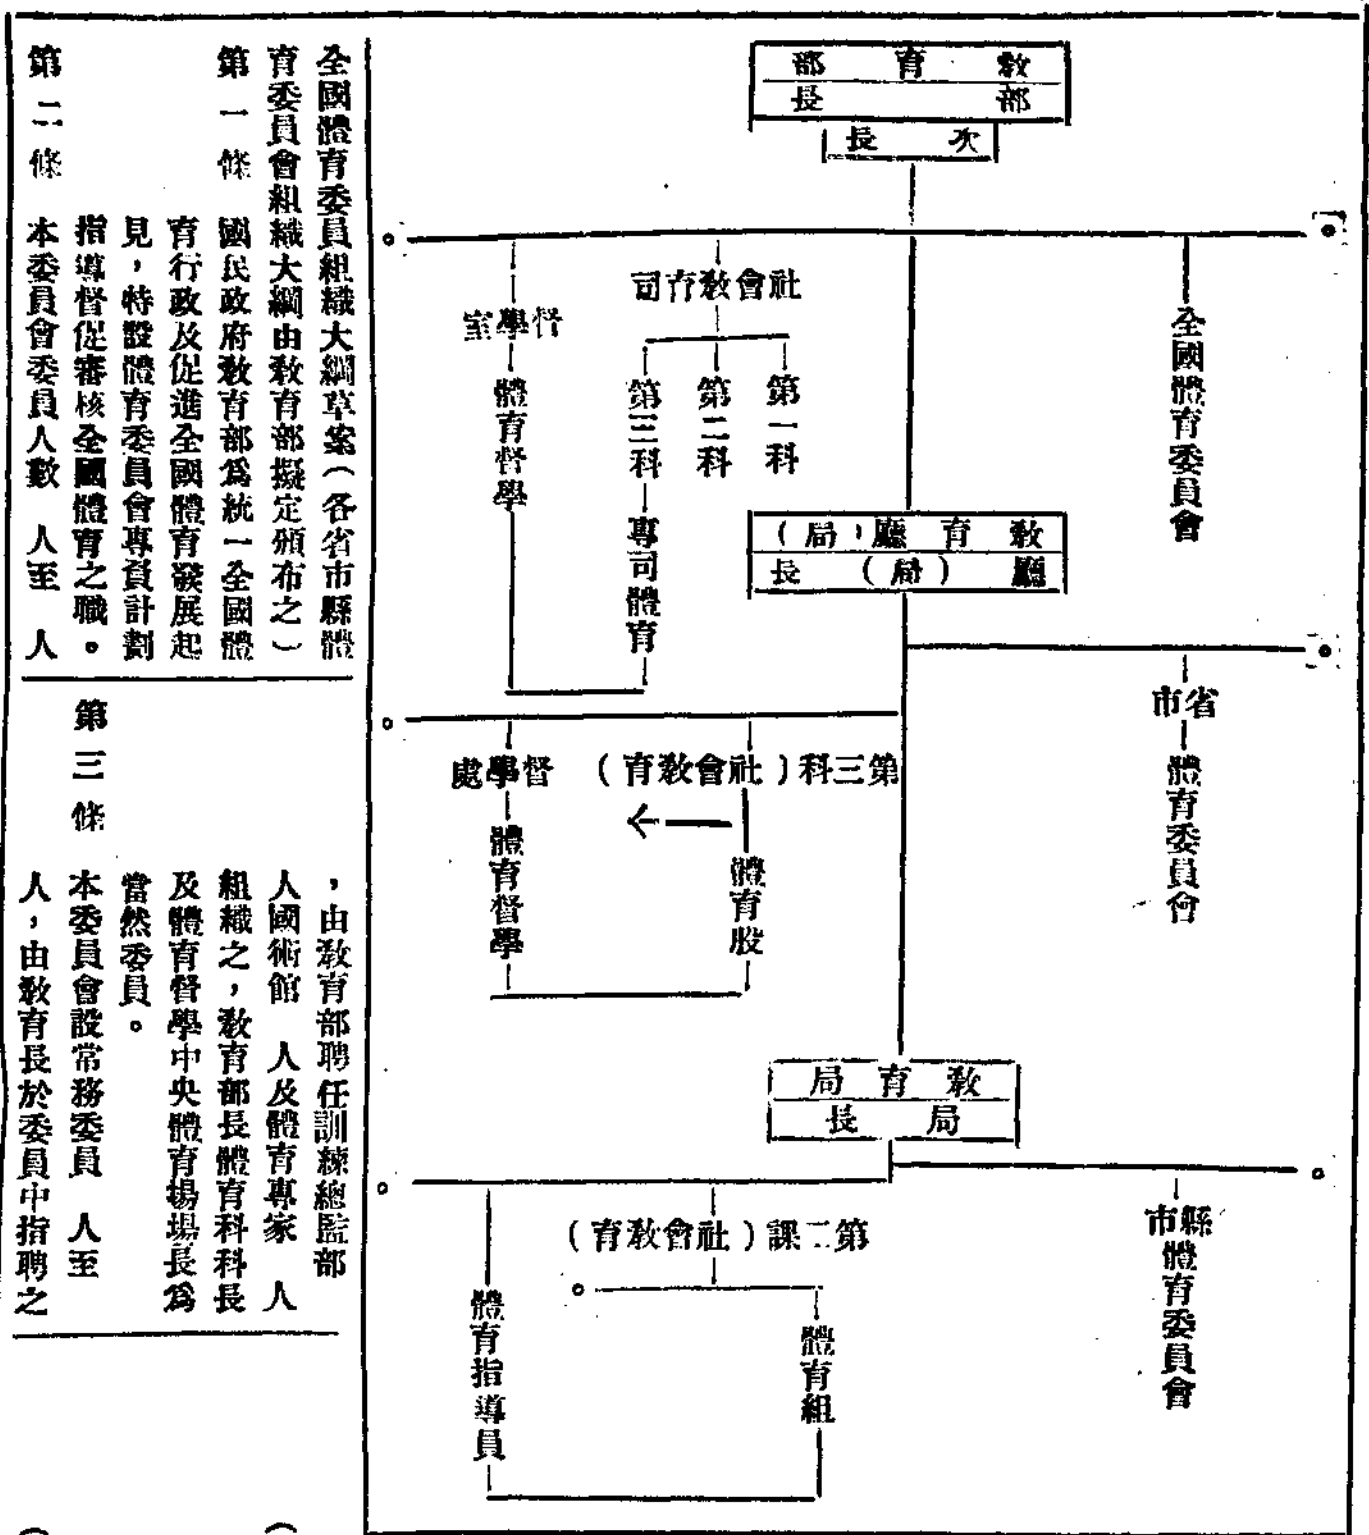 教育部
部長
次長
全國體育委員會
社會教育司
第一科
第二科
第三科
專司體育
督學室
體育督學
教育廳(局)
廳(局)長
省市
體育委員會
第三科(社會教育)
體育股
督學處
體育督學
教育局
局長
縣市
體育委員會
第二課(社會教育)
體育組
體育指導員
全國體育委員組織大綱草案(各省市縣體
育委員會組織大綱由教育部擬定頒布之)
第一條 國民政府教育部爲統一全國體
育行政及促進全國體育發展起
見,特設體育委員會專負計劃
指導督促審核全國體育之職。
第二條 本委員會委員人數 人至 人
,由教育部聘任訓練總監部
人國術館 人及體育專家 人
組織之,教育部長體育科科長
及體育督學中央體育場場長爲
當然委員。
第三條 本委員會設常務委員 人至
人,由教育長於委員中指聘之